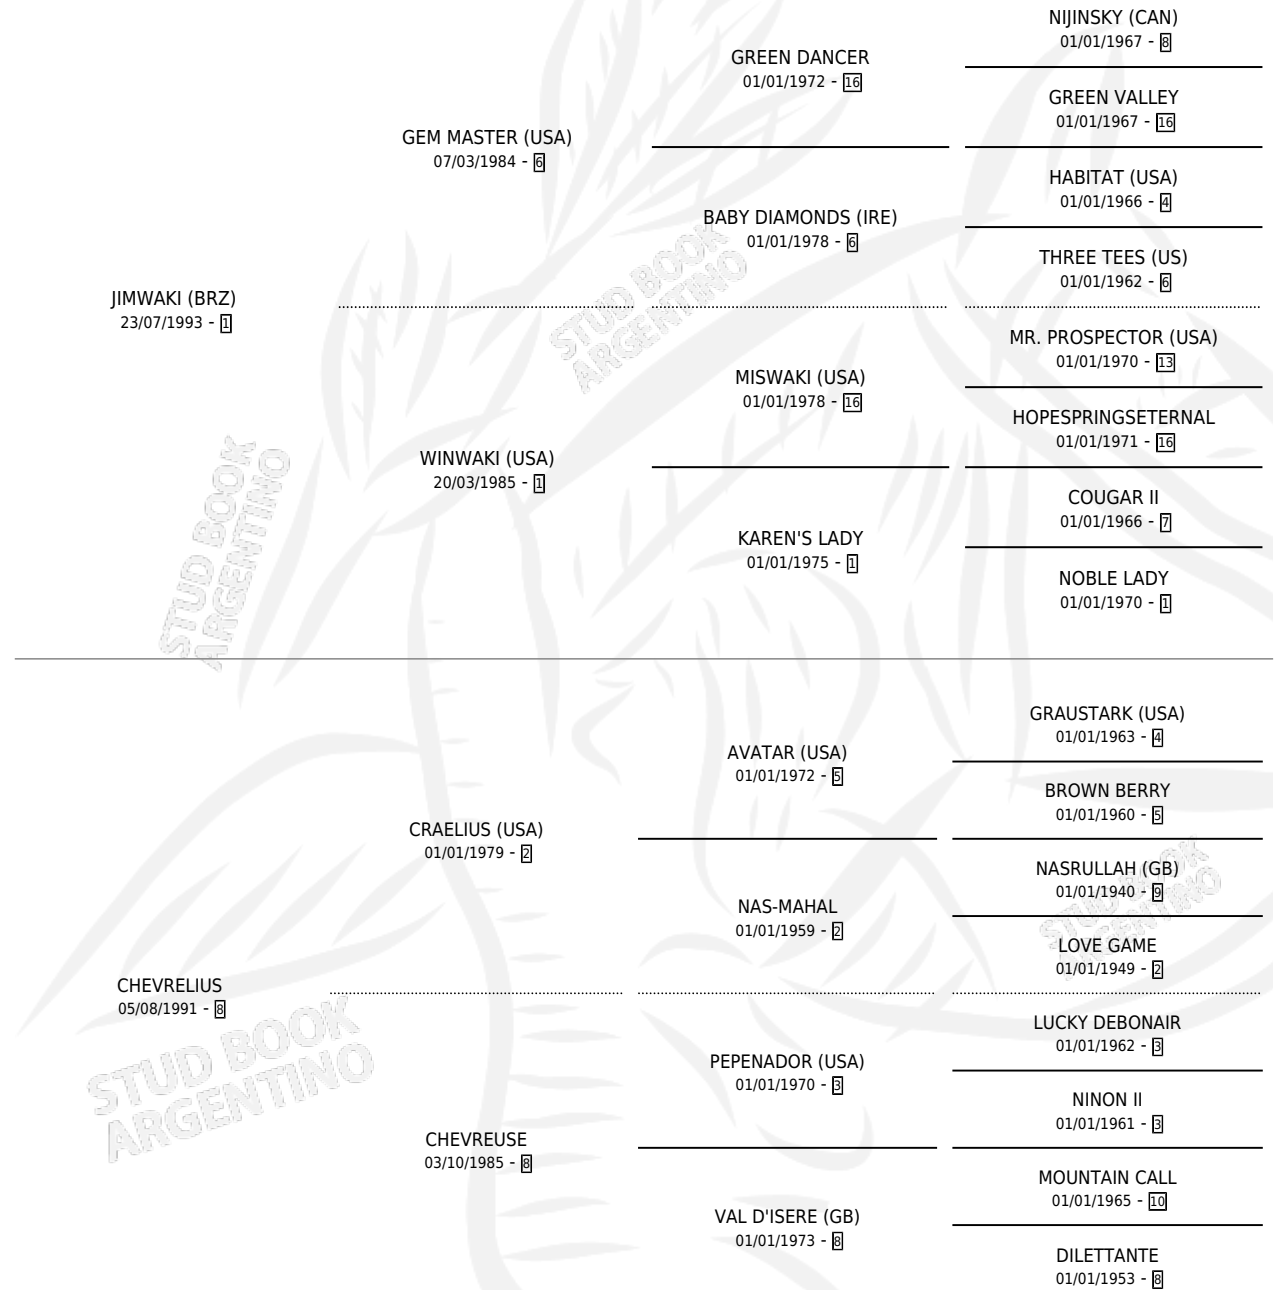 NIJINSKY (CAN)
01/01/1967 - 8
GREEN DANCER
01/01/1972 - 16
GREEN VALLEY
01/01/1967 - 16
GEM MASTER (USA)
07/03/1984 - 6
HABITAT (USA)
01/01/1966 - 4
BABY DIAMONDS (IRE)
01/01/1978 - 6
THREE TEES (US)
01/01/1962 - 6
JIMWAKI (BRZ)
23/07/1993 - 1
STUD BOOK
ARGENTINO
MR. PROSPECTOR (USA)
01/01/1970 - 13
MISWAKI (USA)
01/01/1978 - 16
HOPESPRINGSETERNAL
01/01/1971 - 16
WINWAKI (USA)
20/03/1985 - 1
COUGAR II
01/01/1966 - 7
KAREN'S LADY
01/01/1975 - 1
NOBLE LADY
01/01/1970 - 1
STUD BOOK
ARGENTINO
GRAUSTARK (USA)
01/01/1963 - 4
AVATAR (USA)
01/01/1972 - 5
BROWN BERRY
01/01/1960 - 5
CRAELIUS (USA)
01/01/1979 - 2
NASRULLAH (GB)
01/01/1940 - 9
NAS-MAHAL
01/01/1959 - 2
STUD BOOK
ARGENTINO
LOVE GAME
01/01/1949 - 2
CHEVRELIUS
05/08/1991 - 8
STUD BOOK
ARGENTINO
LUCKY DEBONAIR
01/01/1962 - 3
PEPENADOR (USA)
01/01/1970 - 3
NINON II
01/01/1961 - 3
CHEVREUSE
03/10/1985 - 8
MOUNTAIN CALL
01/01/1965 - 10
VAL D'ISERE (GB)
01/01/1973 - 8
DILETTANTE
01/01/1953 - 8